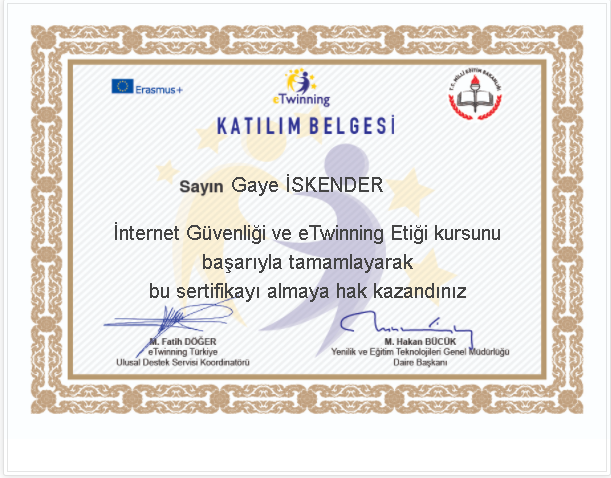 Erasmus+
eTwinning
T.C. MİLLÎ EĞİTİM BAKANLIĞI
KATILIM BELGESİ
Sayın Gaye İSKENDER
İnternet Güvenliği ve eTwinning Etiği kursunu
başarıyla tamamlayarak
bu sertifikayı almaya hak kazandınız
M. Fatih DÖĞER
eTwinning Türkiye
Ulusal Destek Servisi Koordinatörü
M. Hakan BÜCÜK
Yenilik ve Eğitim Teknolojileri Genel Müdürlüğü
Daire Başkanı